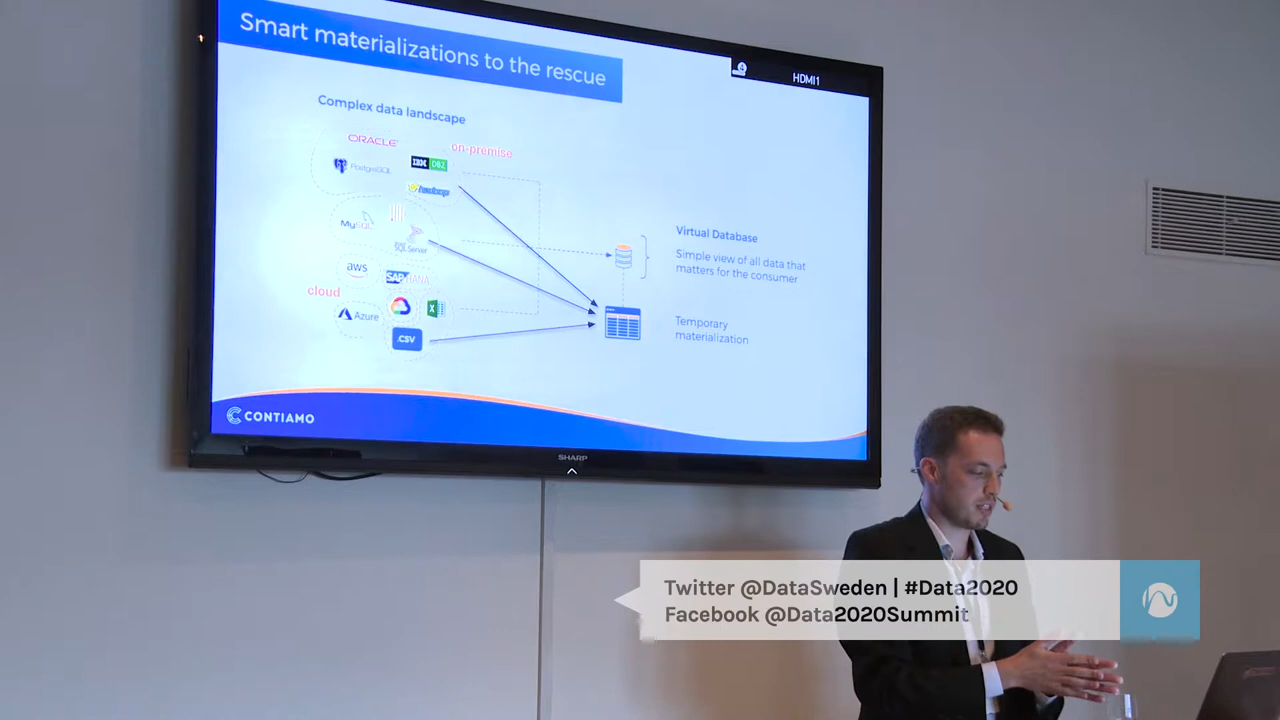 Smart materializations to the rescue
HDMI1
Complex data landscape
ORACLE
on-premise
PostgreSQL
IBM DB2
hadoop
MySQL
SQL Server
aws
SAP HANA
cloud
Azure
.CSV
Virtual Database
Simple view of all data that
matters for the consumer
Temporary
materialization
CONTIAMO
SHARP
Twitter @DataSweden | #Data2020
Facebook @Data2020Summit